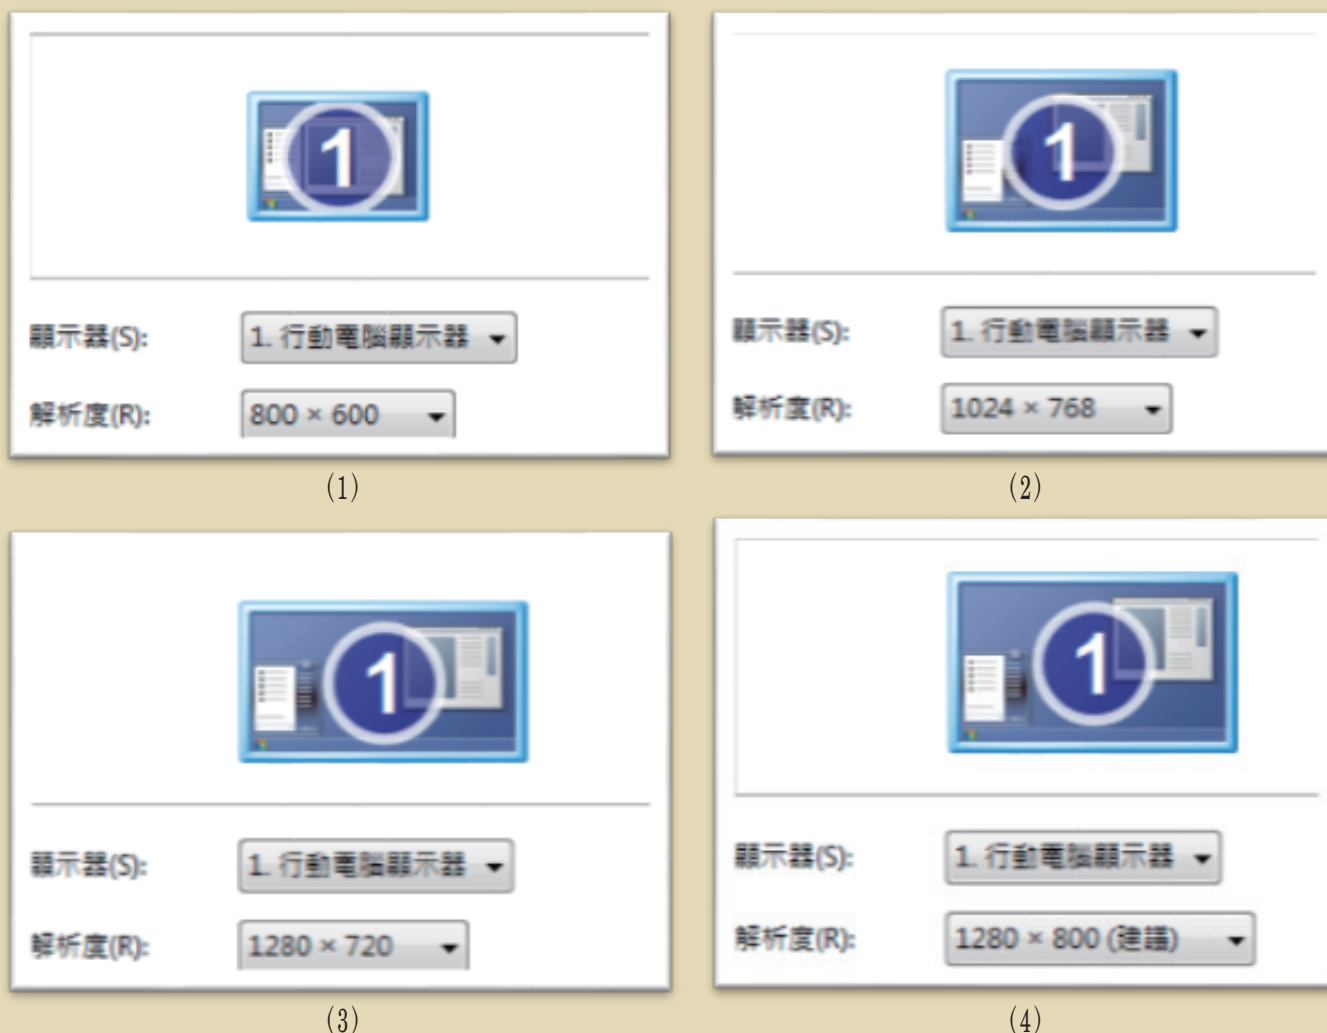 1
顯示器(S):
1. 行動電腦顯示器
解析度(R):
800 × 600
(1)
1
顯示器(S):
1. 行動電腦顯示器
解析度(R):
1024 × 768
(2)
1
顯示器(S):
1. 行動電腦顯示器
解析度(R):
1280 × 720
(3)
1
顯示器(S):
1. 行動電腦顯示器
解析度(R):
1280 × 800 (建議)
(4)